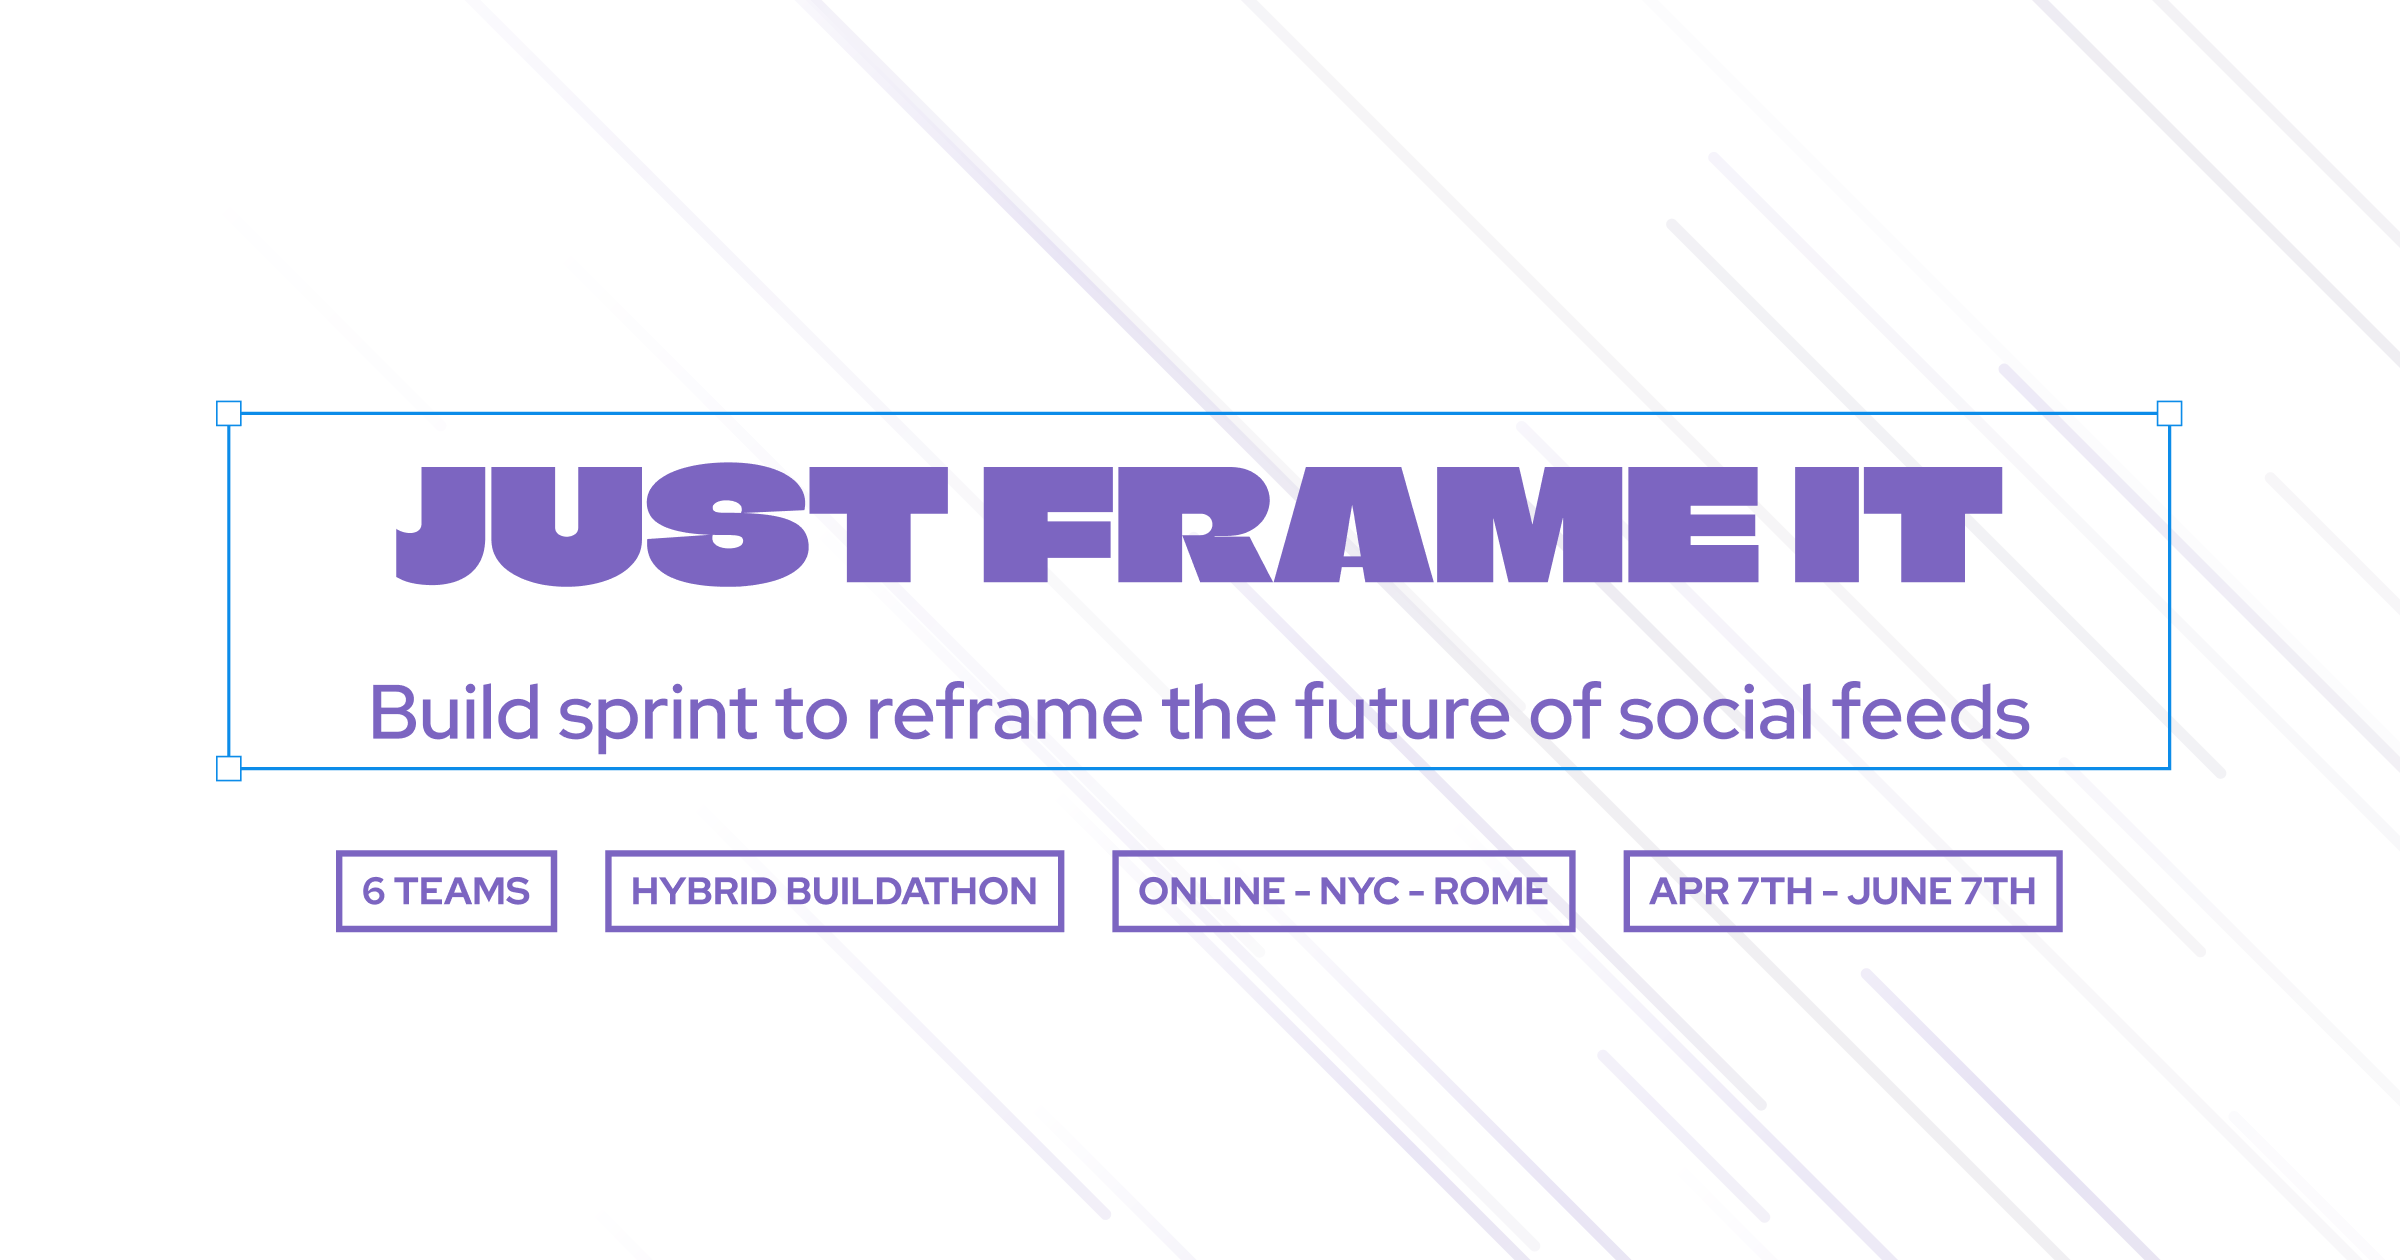 JUST FRAME IT
Build sprint to reframe the future of social feeds
6 TEAMS
HYBRID BUILDATHON
ONLINE - NYC - ROME
APR 7TH - JUNE 7TH